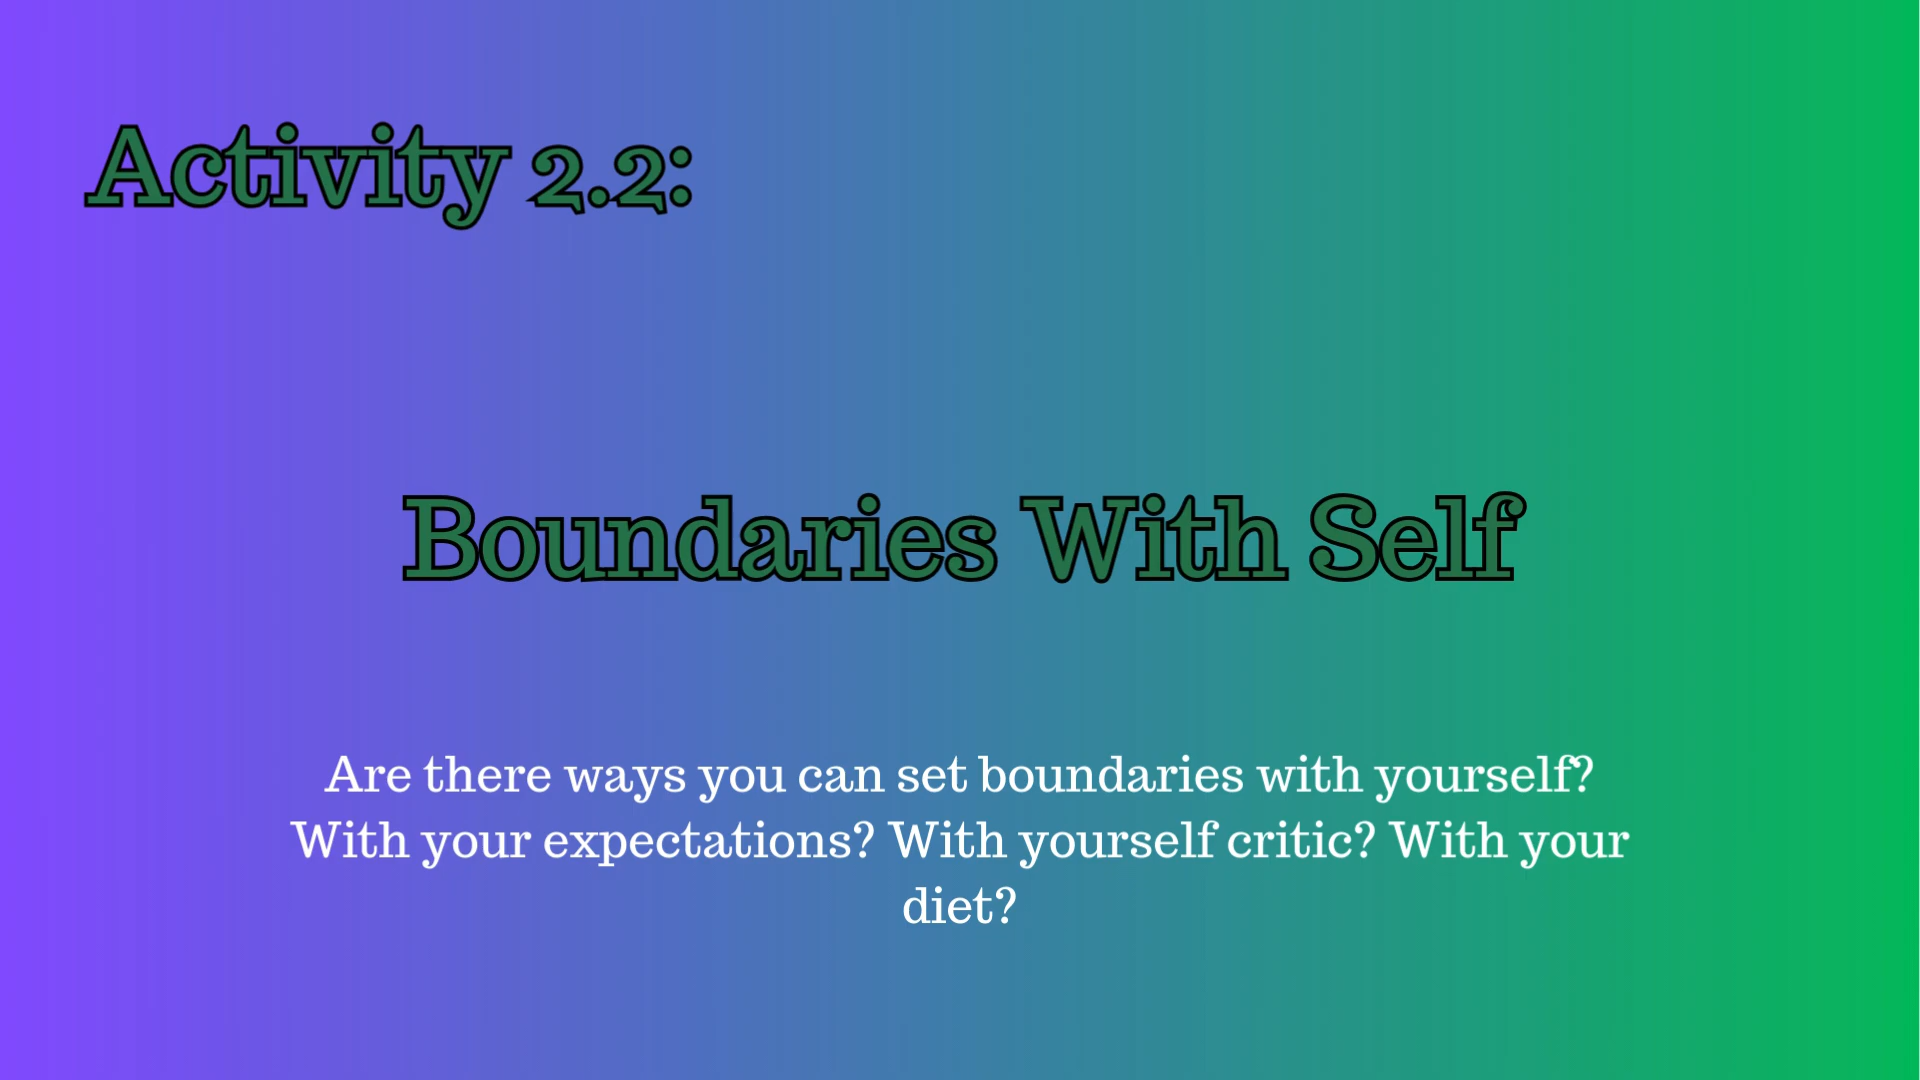 Activity 2.2:
Boundaries With Self
Are there ways you can set boundaries with yourself?
With your expectations? With yourself critic? With your
diet?